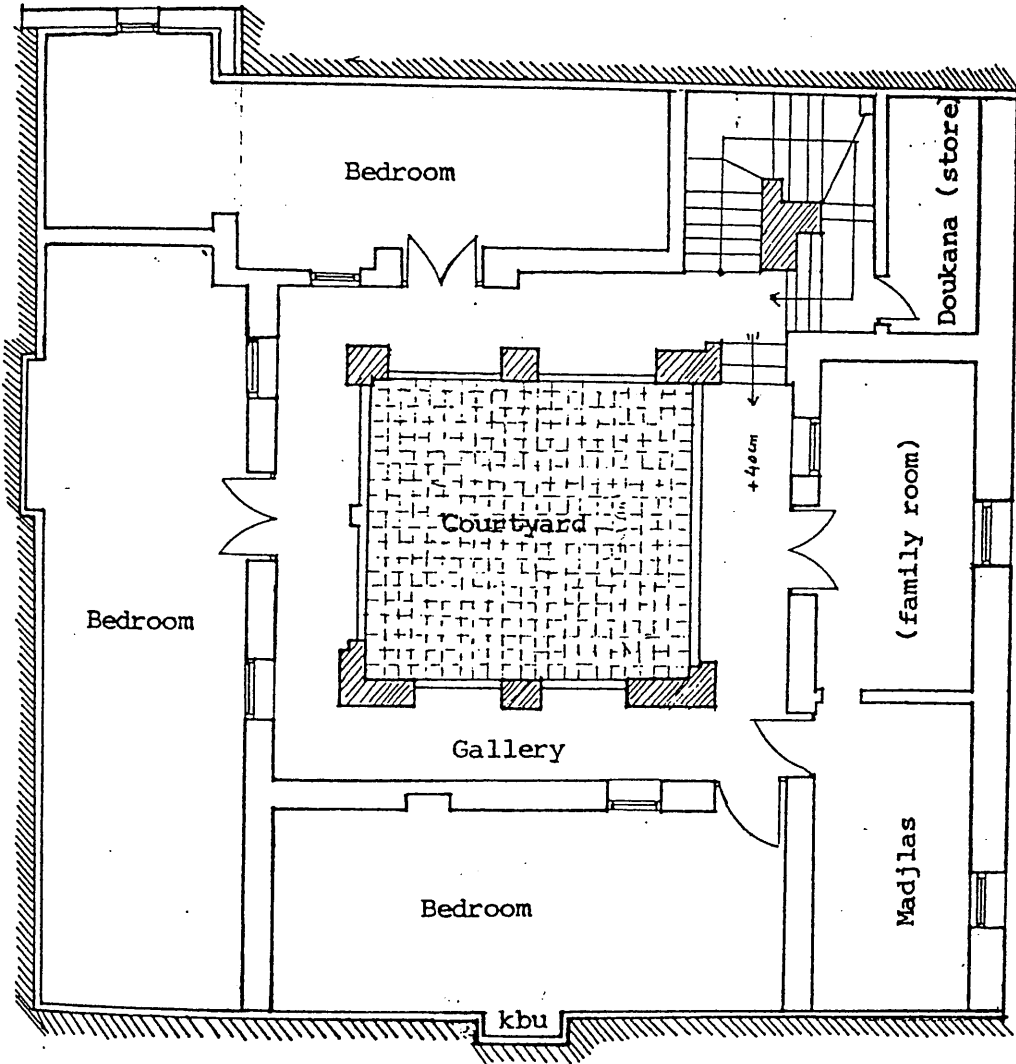 Bedroom
Doukana (store)
+40cm
(family room)
Courtyard
Bedroom
Gallery
Madjlas
Bedroom
kbu